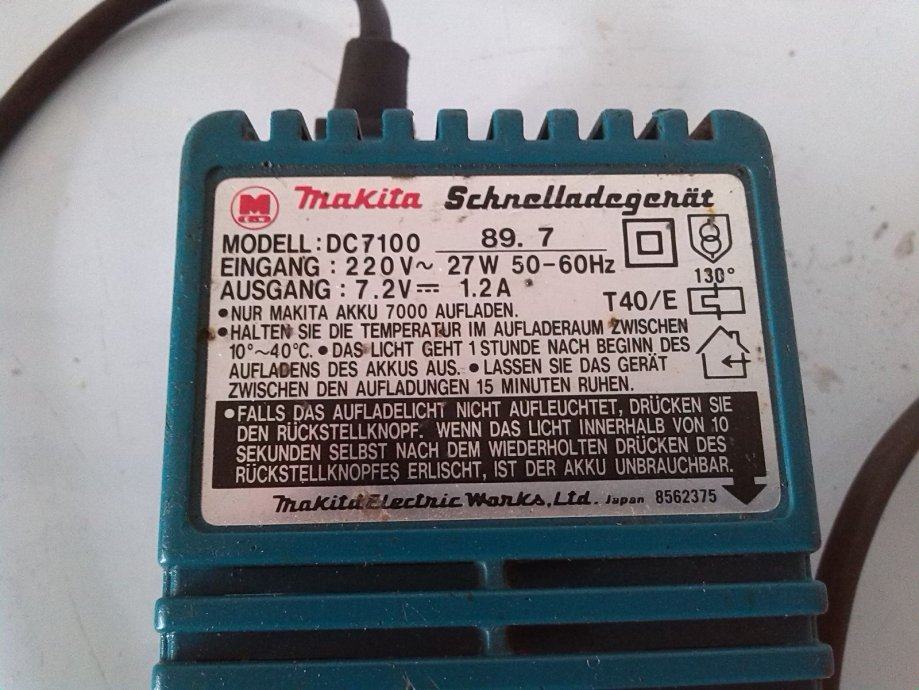 M
E.W
Makita Schnelladegerät
MODELL: DC7100 89. 7
EINGANG : 220V~ 27W 50-60Hz
130°
AUSGANG : 7.2V⎓ 1.2A
T40/E
•NUR MAKITA AKKU 7000 AUFLADEN.
•HALTEN SIE DIE TEMPERATUR IM AUFLADERAUM ZWISCHEN
10°~40°C. •DAS LICHT GEHT 1 STUNDE NACH BEGINN DES
AUFLADENS DES AKKUS AUS. •LASSEN SIE DAS GERÄT
ZWISCHEN DEN AUFLADUNGEN 15 MINUTEN RUHEN.
•FALLS DAS AUFLADELICHT NICHT AUFLEUCHTET, DRÜCKEN SIE
DEN RÜCKSTELLKNOPF. WENN DAS LICHT INNERHALB VON 10
SEKUNDEN SELBST NACH DEM WIEDERHOLTEN DRÜCKEN DES
RÜCKSTELLKNOPFES ERLISCHT, IST DER AKKU UNBRAUCHBAR.
Makita Electric Works, Ltd. Japan 8562375